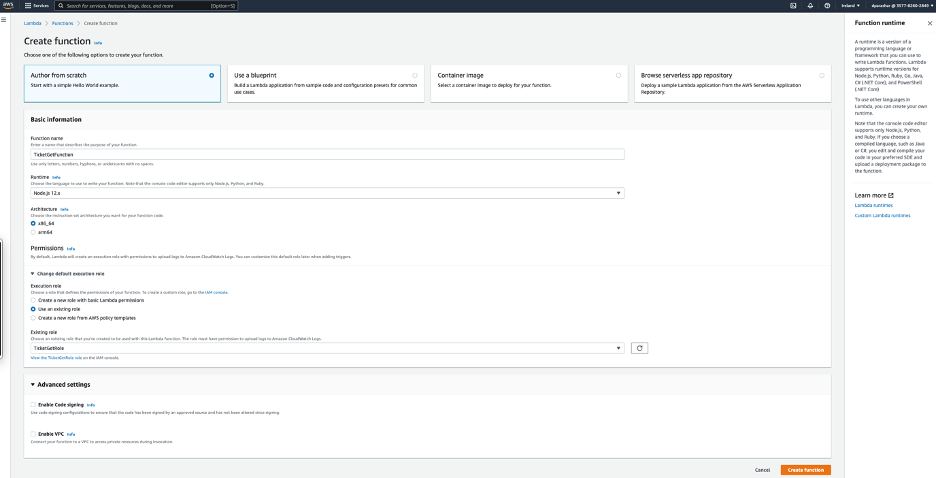 aws
Services
Search for services, features, blogs, docs, and more
[Option+S]
Ireland
Lambda > Functions > Create function
Create function Info
Choose one of the following options to create your function.
Author from scratch
Start with a simple Hello World example.
Use a blueprint
Build a Lambda application from sample code and configuration presets for common
use cases.
Container image
Select a container image to deploy for your function.
Browse serverless app repository
Deploy a sample Lambda application from the AWS Serverless Application
Repository.
Basic information
Function name
Enter a name that describes the purpose of your function.
TicketGetFunction
Use only letters, numbers, hyphens, or underscores with no spaces.
Runtime Info
Choose the language to use to write your function. Note that the console code editor supports only Node.js, Python, and Ruby.
Node.js 12.x
Architecture Info
Choose the instruction set architecture you want for your function code.
x86_64
arm64
Permissions Info
By default, Lambda will create an execution role with permissions to upload logs to Amazon CloudWatch Logs. You can customize this default role later when adding triggers.
Change default execution role
Execution role
Choose a role that defines the permissions of your function. To create a custom role, go to the IAM console.
Create a new role with basic Lambda permissions
Use an existing role
Create a new role from AWS policy templates
Existing role
Choose an existing role that you've created to be used with this Lambda function. The role must have permission to upload logs to Amazon CloudWatch Logs.
TicketGetRole
View the TicketGetRole role on the IAM console.
Advanced settings
Enable Code signing Info
Use code signing configurations to ensure that the code has been signed by an approved source and has not been altered since signing.
Enable VPC Info
Connect your function to a VPC to access private resources during invocation.
Cancel
Create function
Function runtime
A runtime is a version of a
programming language or
framework that you can use to
write Lambda functions. Lambda
supports runtime versions for
Node.js, Python, Ruby, Go, Java,
C# (.NET Core), and PowerShell
(.NET Core)
To use other languages in
Lambda, you can create your own
runtime.
Note that the console code editor
supports only Node.js, Python,
and Ruby. If you choose a
compiled language, such as Java
or C#, you edit and compile your
code in your preferred SDE and
upload a deployment package to
the function.
Learn more
Lambda runtimes
Custom Lambda runtimes